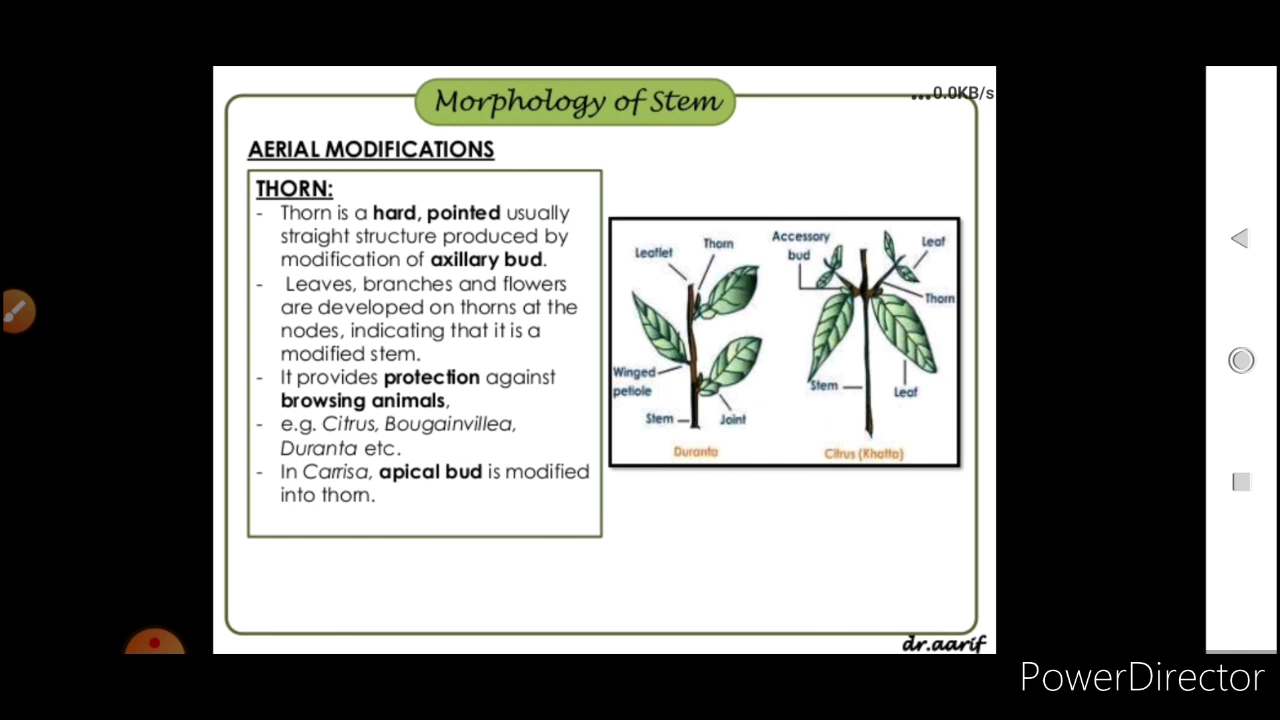 Morphology of Stem
...0.0KB/s
AERIAL MODIFICATIONS
THORN:
- Thorn is a hard, pointed usually
straight structure produced by
modification of axillary bud.
- Leaves, branches and flowers
are developed on thorns at the
nodes, indicating that it is a
modified stem.
- It provides protection against
browsing animals,
- e.g. Citrus, Bougainvillea,
Duranta etc.
- In Carrisa, apical bud is modified
into thorn.
Leaflet
Thorn
Winged
petiole
Stem
Joint
Duranta
Accessory
bud
Leaf
Thorn
Stem
Leaf
Citrus (Khatta)
dr.aarif
PowerDirector